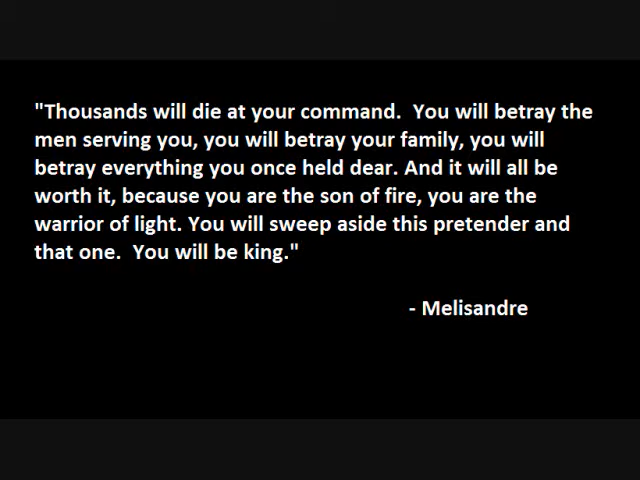 "Thousands will die at your command.  You will betray the
men serving you, you will betray your family, you will
betray everything you once held dear. And it will all be
worth it, because you are the son of fire, you are the
warrior of light. You will sweep aside this pretender and
that one.  You will be king."
- Melisandre